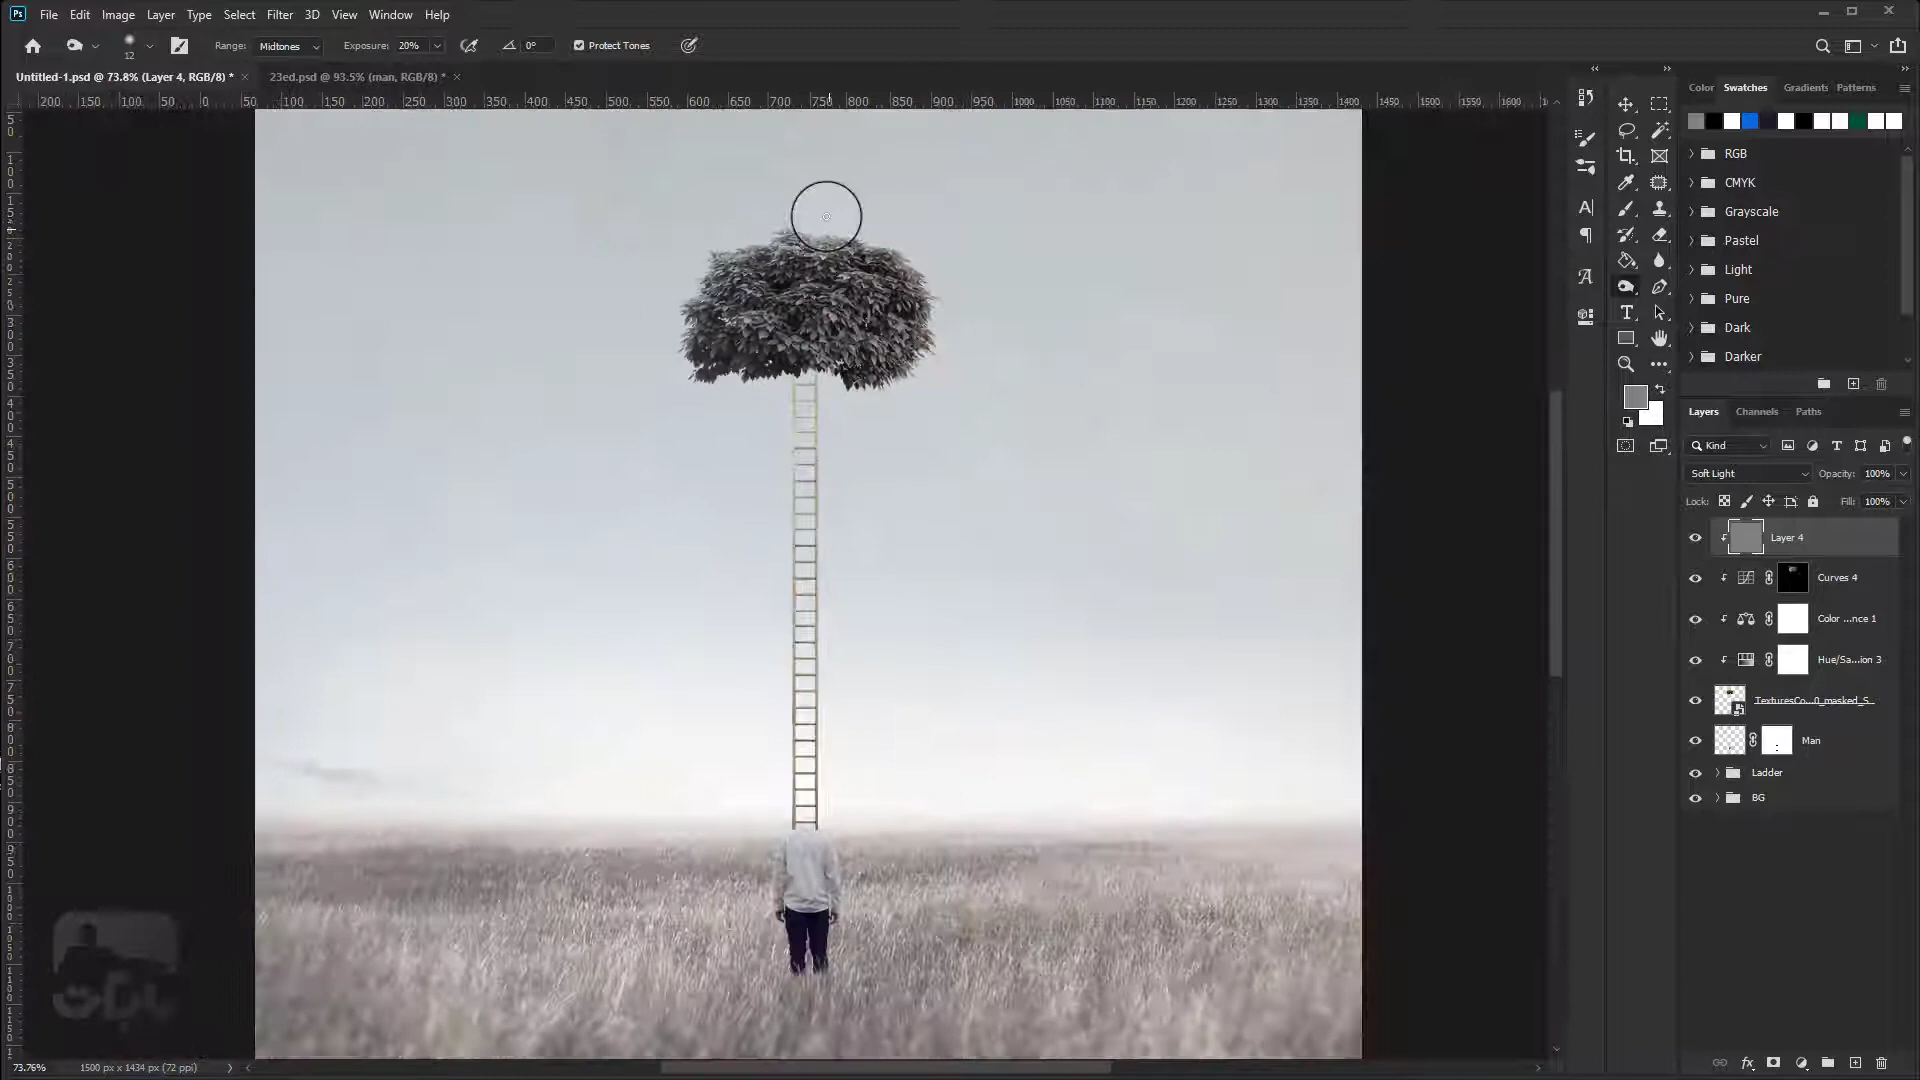 Ps File Edit Image Layer Type Select Filter 3D View Window Help
12 Range: Midtones Exposure: 20% 0° Protect Tones
Untitled-1.psd @ 73.8% (Layer 4, RGB/8) * 23ed.psd @ 93.5% (man, RGB/8) *
200 150 100 50 0 50 100 150 200 250 300 350 400 450 500 550 600 650 700 750 800 850 900 950 1000 1050 1100 1150 1200 1250 1300 1350 1400 1450 1500 1550 1600
Color Swatches Gradients Patterns
RGB
CMYK
Grayscale
Pastel
Light
Pure
Dark
Darker
Layers Channels Paths
Kind
Soft Light Opacity: 100%
Lock: Fill: 100%
Layer 4
Curves 4
Color ...nce 1
Hue/Sa...ion 3
TexturesCo...0_masked_S...
Man
Ladder
BG
73.76% 1500 px x 1434 px (72 ppi)